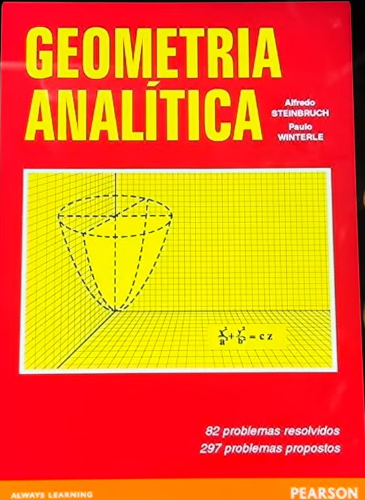 GEOMETRIA
ANALÍTICA
Alfredo
STEINBRUCH
Paulo
WINTERLE
x²/a² + y²/b² = c z
82 problemas resolvidos
297 problemas propostos
ALWAYS LEARNING
PEARSON